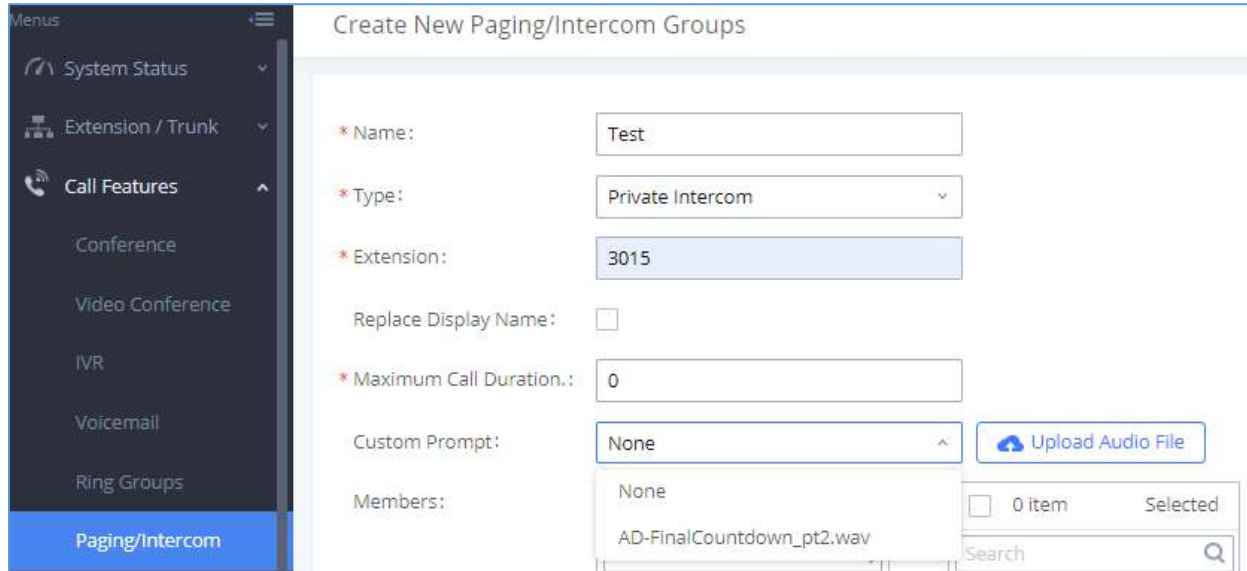 Menus
System Status
Extension / Trunk
Call Features
Conference
Video Conference
IVR
Voicemail
Ring Groups
Paging/Intercom
Create New Paging/Intercom Groups
* Name: Test
* Type: Private Intercom
* Extension: 3015
Replace Display Name:
* Maximum Call Duration.: 0
Custom Prompt: None Upload Audio File
None
AD-FinalCountdown_pt2.wav
Members: 0 item Selected
Search